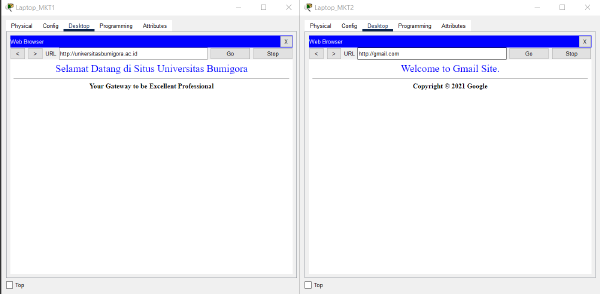 Laptop_MKT1
Physical Config Desktop Programming Attributes
Web Browser X
< > URL http://universitasbumigora.ac.id Go Stop
Selamat Datang di Situs Universitas Bumigora
Your Gateway to be Excellent Professional
Top
Laptop_MKT2
Physical Config Desktop Programming Attributes
Web Browser X
< > URL http://gmail.com Go Stop
Welcome to Gmail Site.
Copyright © 2021 Google
Top